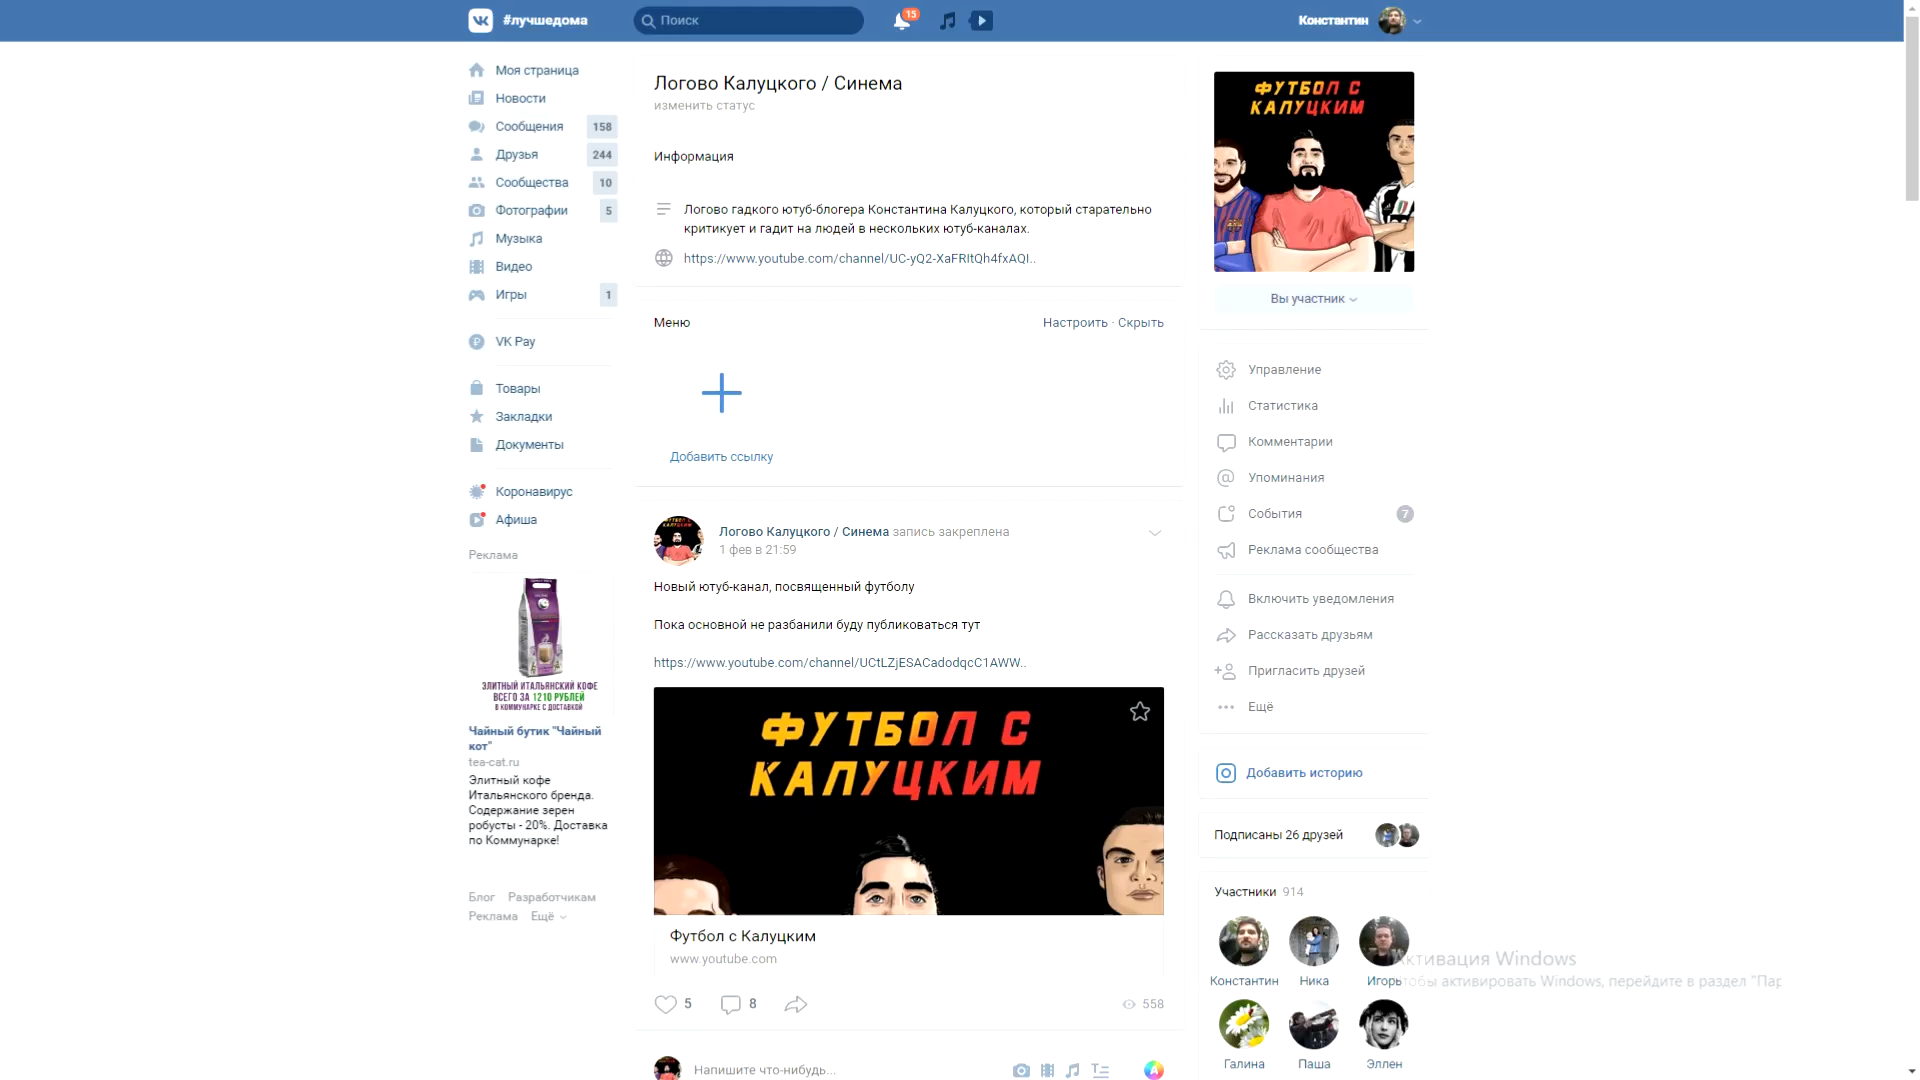 #лучшедома
Поиск
15
Константин
Моя страница
Новости
Сообщения 158
Друзья 244
Сообщества 10
Фотографии 5
Музыка
Видео
Игры 1
VK Pay
Товары
Закладки
Документы
Коронавирус
Афиша
Реклама
ЭЛИТНЫЙ ИТАЛЬЯНСКИЙ КОФЕ
ВСЕГО ЗА 1210 РУБЛЕЙ
В КОММУНАРКЕ С ДОСТАВКОЙ
Чайный бутик "Чайный
кот"
tea-cat.ru
Элитный кофе
Итальянского бренда.
Содержание зерен
робусты - 20%. Доставка
по Коммунарке!
Блог Разработчикам
Реклама Ещё
Логово Калуцкого / Синема
изменить статус
Информация
Логово гадкого ютуб-блогера Константина Калуцкого, который старательно
критикует и гадит на людей в нескольких ютуб-каналах.
https://www.youtube.com/channel/UC-yQ2-XaFRItQh4fxAQI..
Меню
Настроить · Скрыть
Добавить ссылку
Логово Калуцкого / Синема запись закреплена
1 фев в 21:59
Новый ютуб-канал, посвященный футболу
Пока основной не разбанили буду публиковаться тут
https://www.youtube.com/channel/UCtLZjESACadodqcC1AWW..
ФУТБОЛ С
КАЛУЦКИМ
Футбол с Калуцким
www.youtube.com
5 8 558
Напишите что-нибудь...
ФУТБОЛ С
КАЛУЦКИМ
Вы участник
Управление
Статистика
Комментарии
Упоминания
События 7
Реклама сообщества
Включить уведомления
Рассказать друзьям
Пригласить друзей
Ещё
Добавить историю
Подписаны 26 друзей
Участники 914
Константин Ника Игорь
Галина Паша Эллен
Активация Windows
Чтобы активировать Windows, перейдите в раздел "Пар